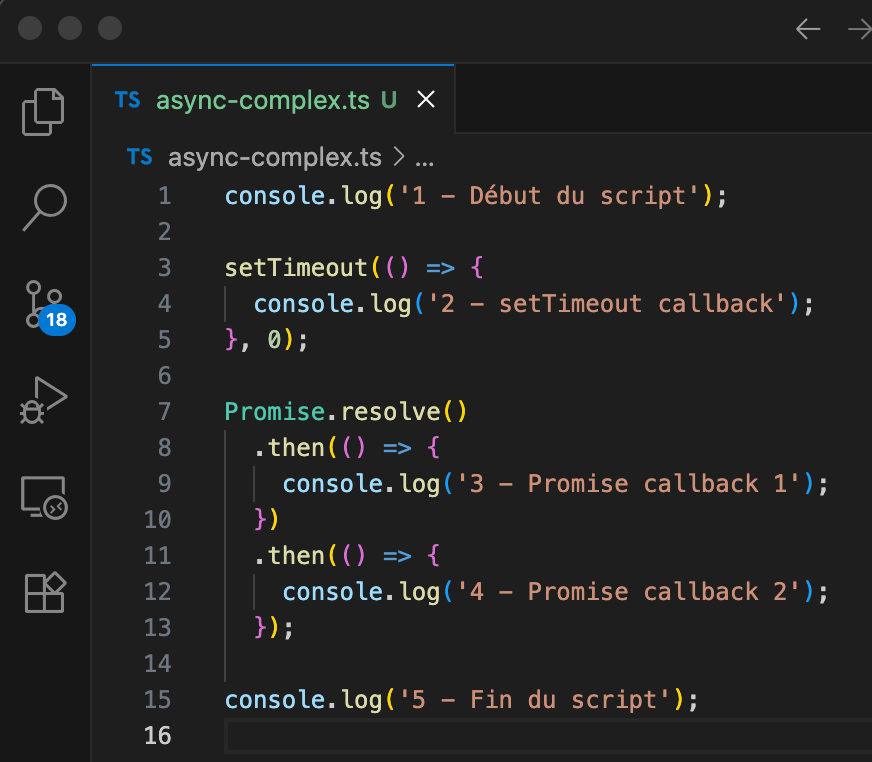 TS async-complex.ts U
TS async-complex.ts > ...
18
1 console.log('1 – Début du script');
2
3 setTimeout(() => {
4   console.log('2 – setTimeout callback');
5 }, 0);
6
7 Promise.resolve()
8   .then(() => {
9     console.log('3 – Promise callback 1');
10   })
11   .then(() => {
12     console.log('4 – Promise callback 2');
13   });
14
15 console.log('5 – Fin du script');
16